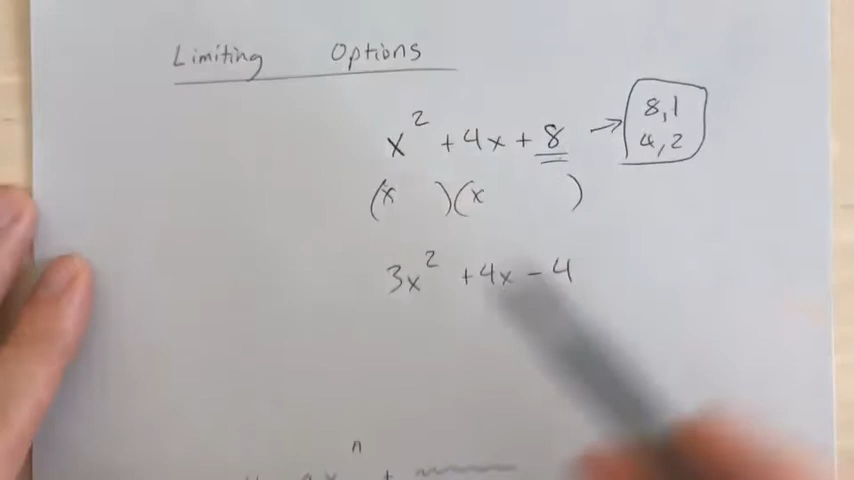 Limiting Options
x² + 4x + 8 → 8,1
4,2
(x )(x )
3x² + 4x - 4
n